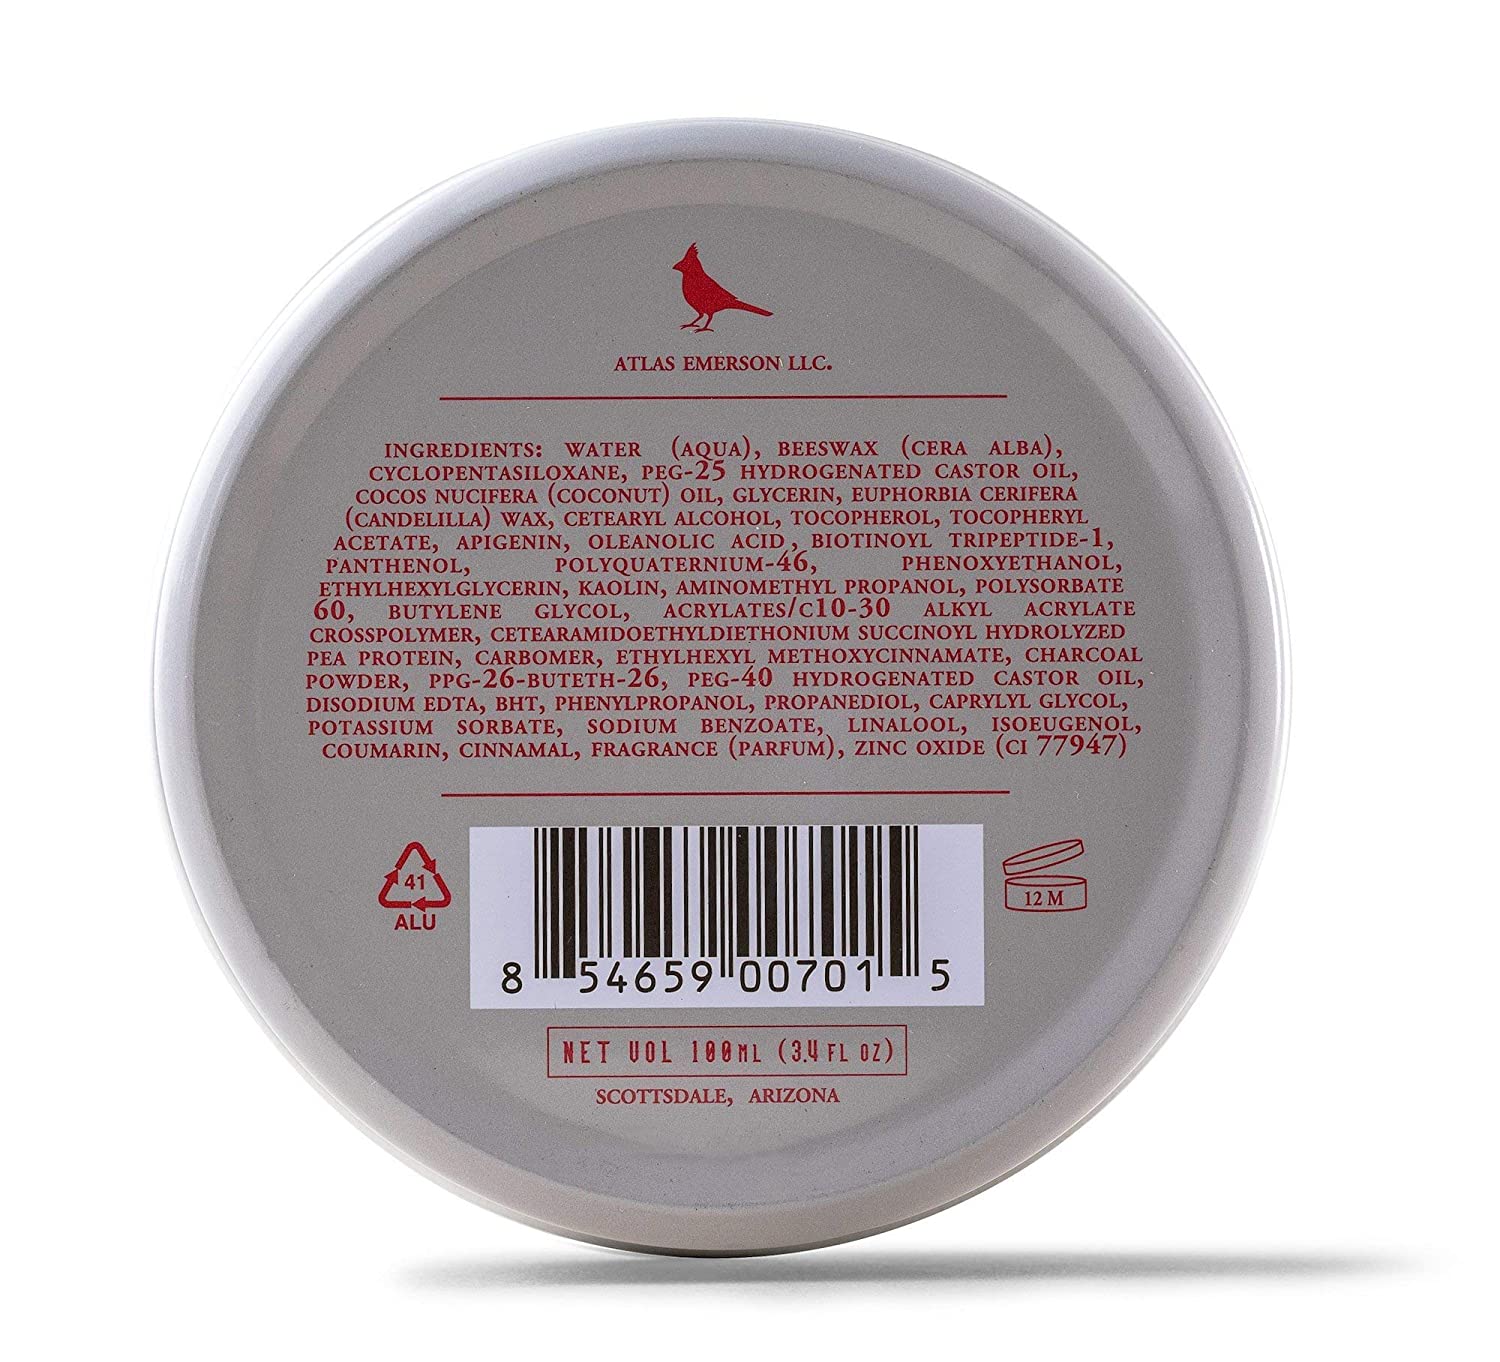 ATLAS EMERSON LLC.
INGREDIENTS: WATER (AQUA), BEESWAX (CERA ALBA),
CYCLOPENTASILOXANE, PEG-25 HYDROGENATED CASTOR OIL,
COCOS NUCIFERA (COCONUT) OIL, GLYCERIN, EUPHORBIA CERIFERA
(CANDELILLA) WAX, CETEARYL ALCOHOL, TOCOPHEROL, TOCOPHERYL
ACETATE, APIGENIN, OLEANOLIC ACID, BIOTINOYL TRIPEPTIDE-1,
PANTHENOL, POLYQUATERNIUM-46, PHENOXYETHANOL,
ETHYLHEXYLGLYCERIN, KAOLIN, AMINOMETHYL PROPANOL, POLYSORBATE
60, BUTYLENE GLYCOL, ACRYLATES/C10-30 ALKYL ACRYLATE
CROSSPOLYMER, CETEARAMIDOETHYLDIETHONIUM SUCCINOYL HYDROLYZED
PEA PROTEIN, CARBOMER, ETHYLHEXYL METHOXYCINNAMATE, CHARCOAL
POWDER, PPG-26-BUTETH-26, PEG-40 HYDROGENATED CASTOR OIL,
DISODIUM EDTA, BHT, PHENYLPROPANOL, PROPANEDIOL, CAPRYLYL GLYCOL,
POTASSIUM SORBATE, SODIUM BENZOATE, LINALOOL, ISOEUGENOL,
COUMARIN, CINNAMAL, FRAGRANCE (PARFUM), ZINC OXIDE (CI 77947)
41
ALU
8 54659 00701 5
12 M
NET VOL 100ML (3.4 FL OZ)
SCOTTSDALE, ARIZONA